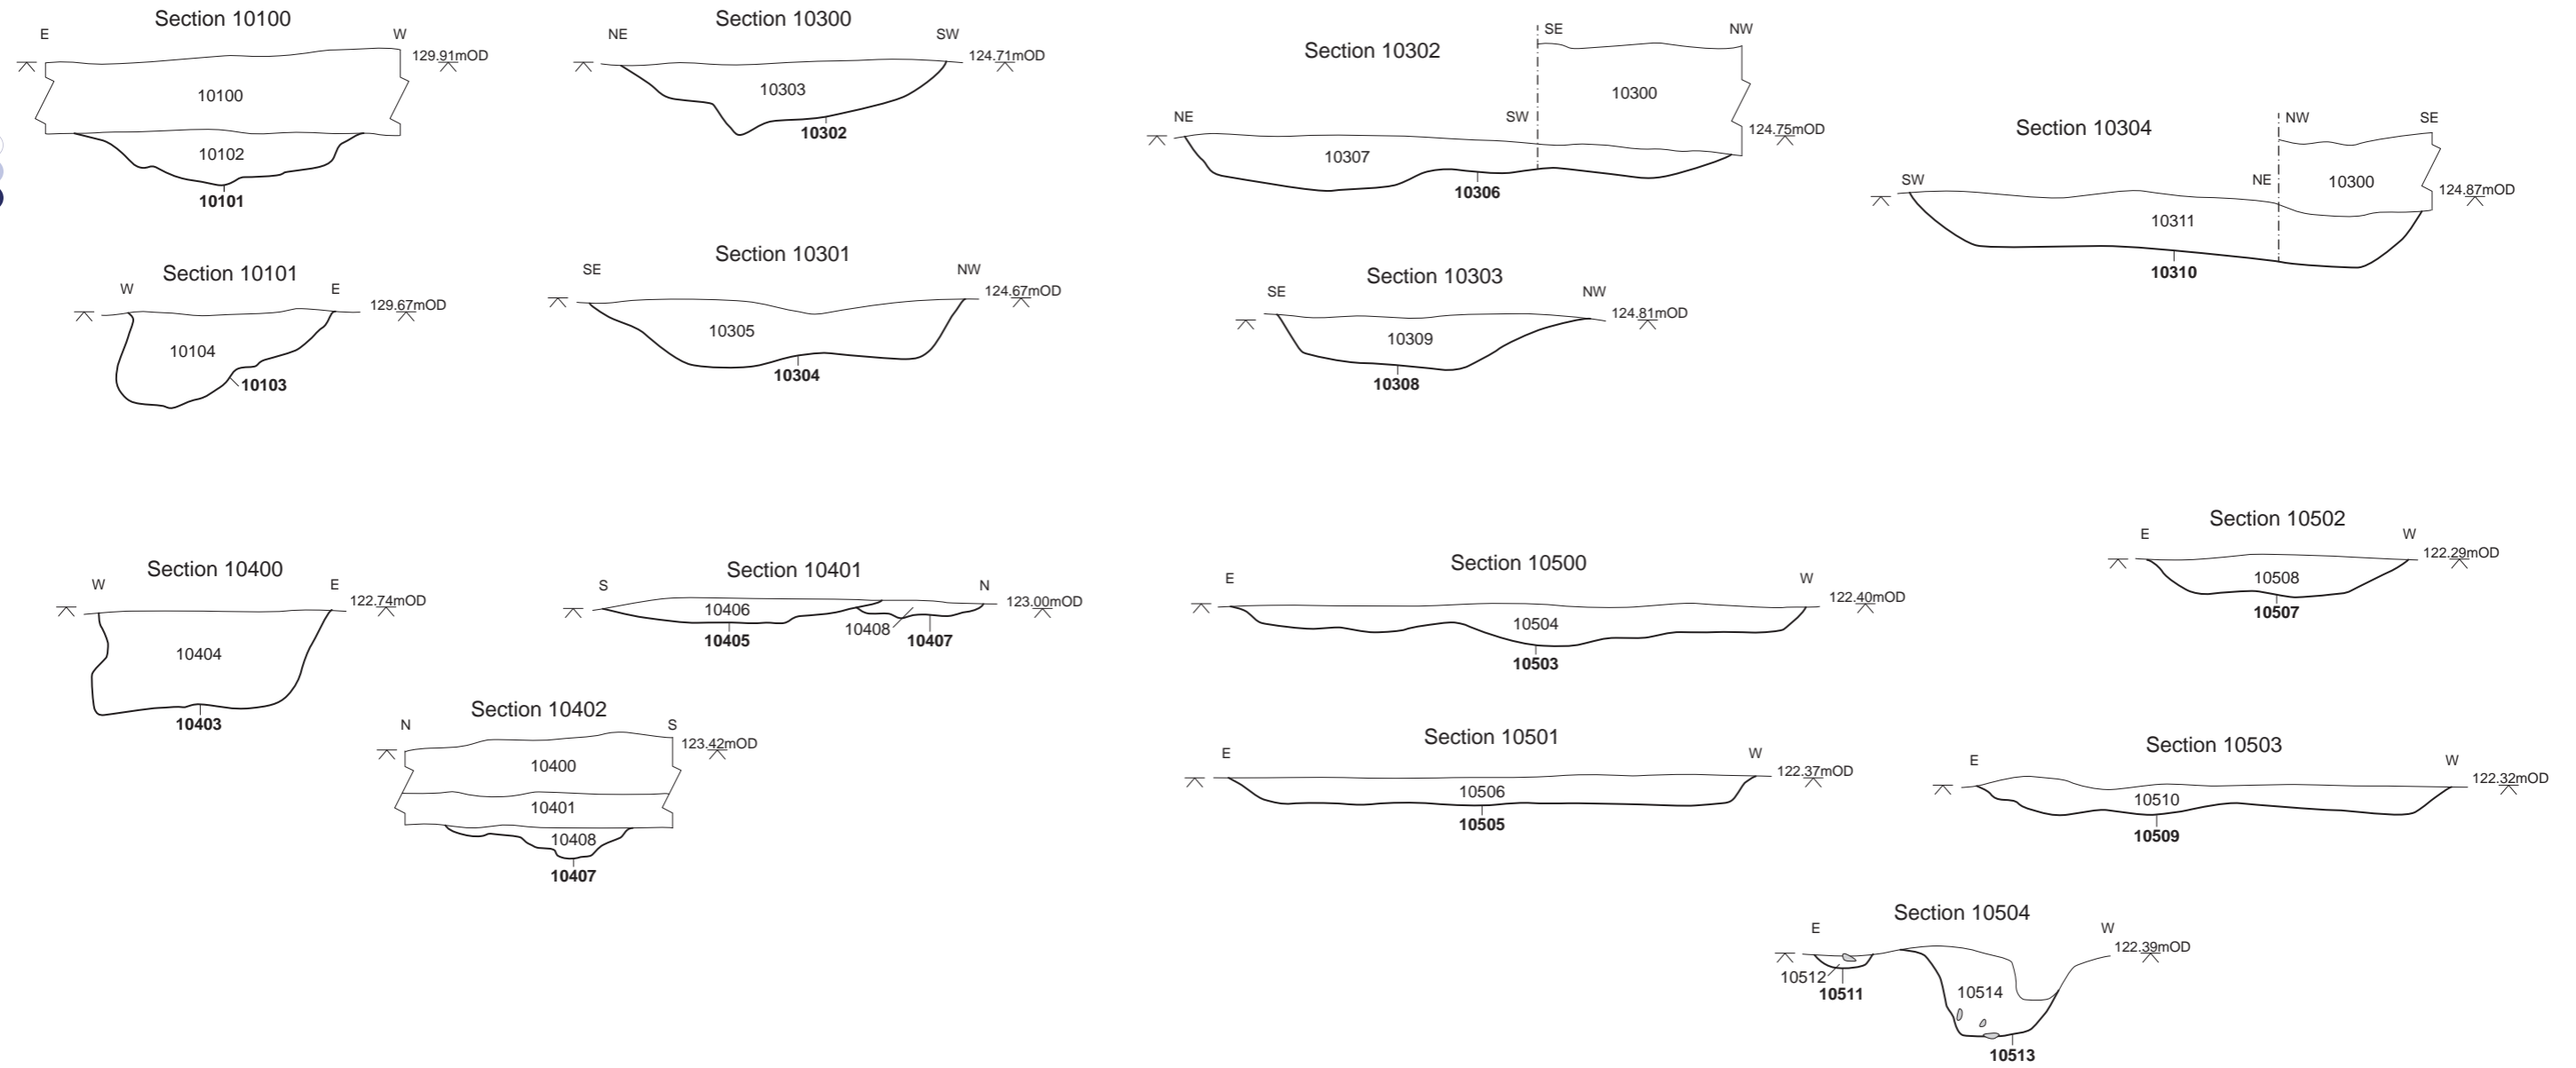 Section 10100
E W
129.91mOD
10100
10102
10101
Section 10300
NE SW
124.71mOD
10303
10302
Section 10302
SE NW
10300
NE SW
124.75mOD
10307
10306
Section 10304
NW SE
10300
SW NE
124.87mOD
10311
10310
Section 10101
W E
129.67mOD
10104
10103
Section 10301
SE NW
124.67mOD
10305
10304
Section 10303
SE NW
124.81mOD
10309
10308
Section 10400
W E
122.74mOD
10404
10403
Section 10401
S N
123.00mOD
10406
10408
10405
10407
Section 10402
N S
123.42mOD
10400
10401
10408
10407
Section 10500
E W
122.40mOD
10504
10503
Section 10502
E W
122.29mOD
10508
10507
Section 10501
E W
122.37mOD
10506
10505
Section 10503
E W
122.32mOD
10510
10509
Section 10504
E W
122.39mOD
10512
10511
10514
10513